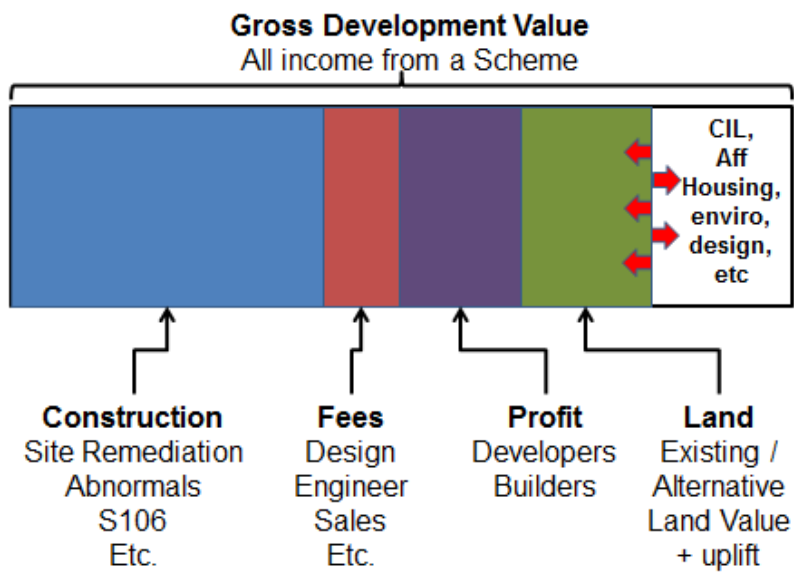 Gross Development Value
All income from a Scheme
CIL,
Aff
Housing,
enviro,
design,
etc
Construction
Site Remediation
Abnormals
S106
Etc.
Fees
Design
Engineer
Sales
Etc.
Profit
Developers
Builders
Land
Existing /
Alternative
Land Value
+ uplift